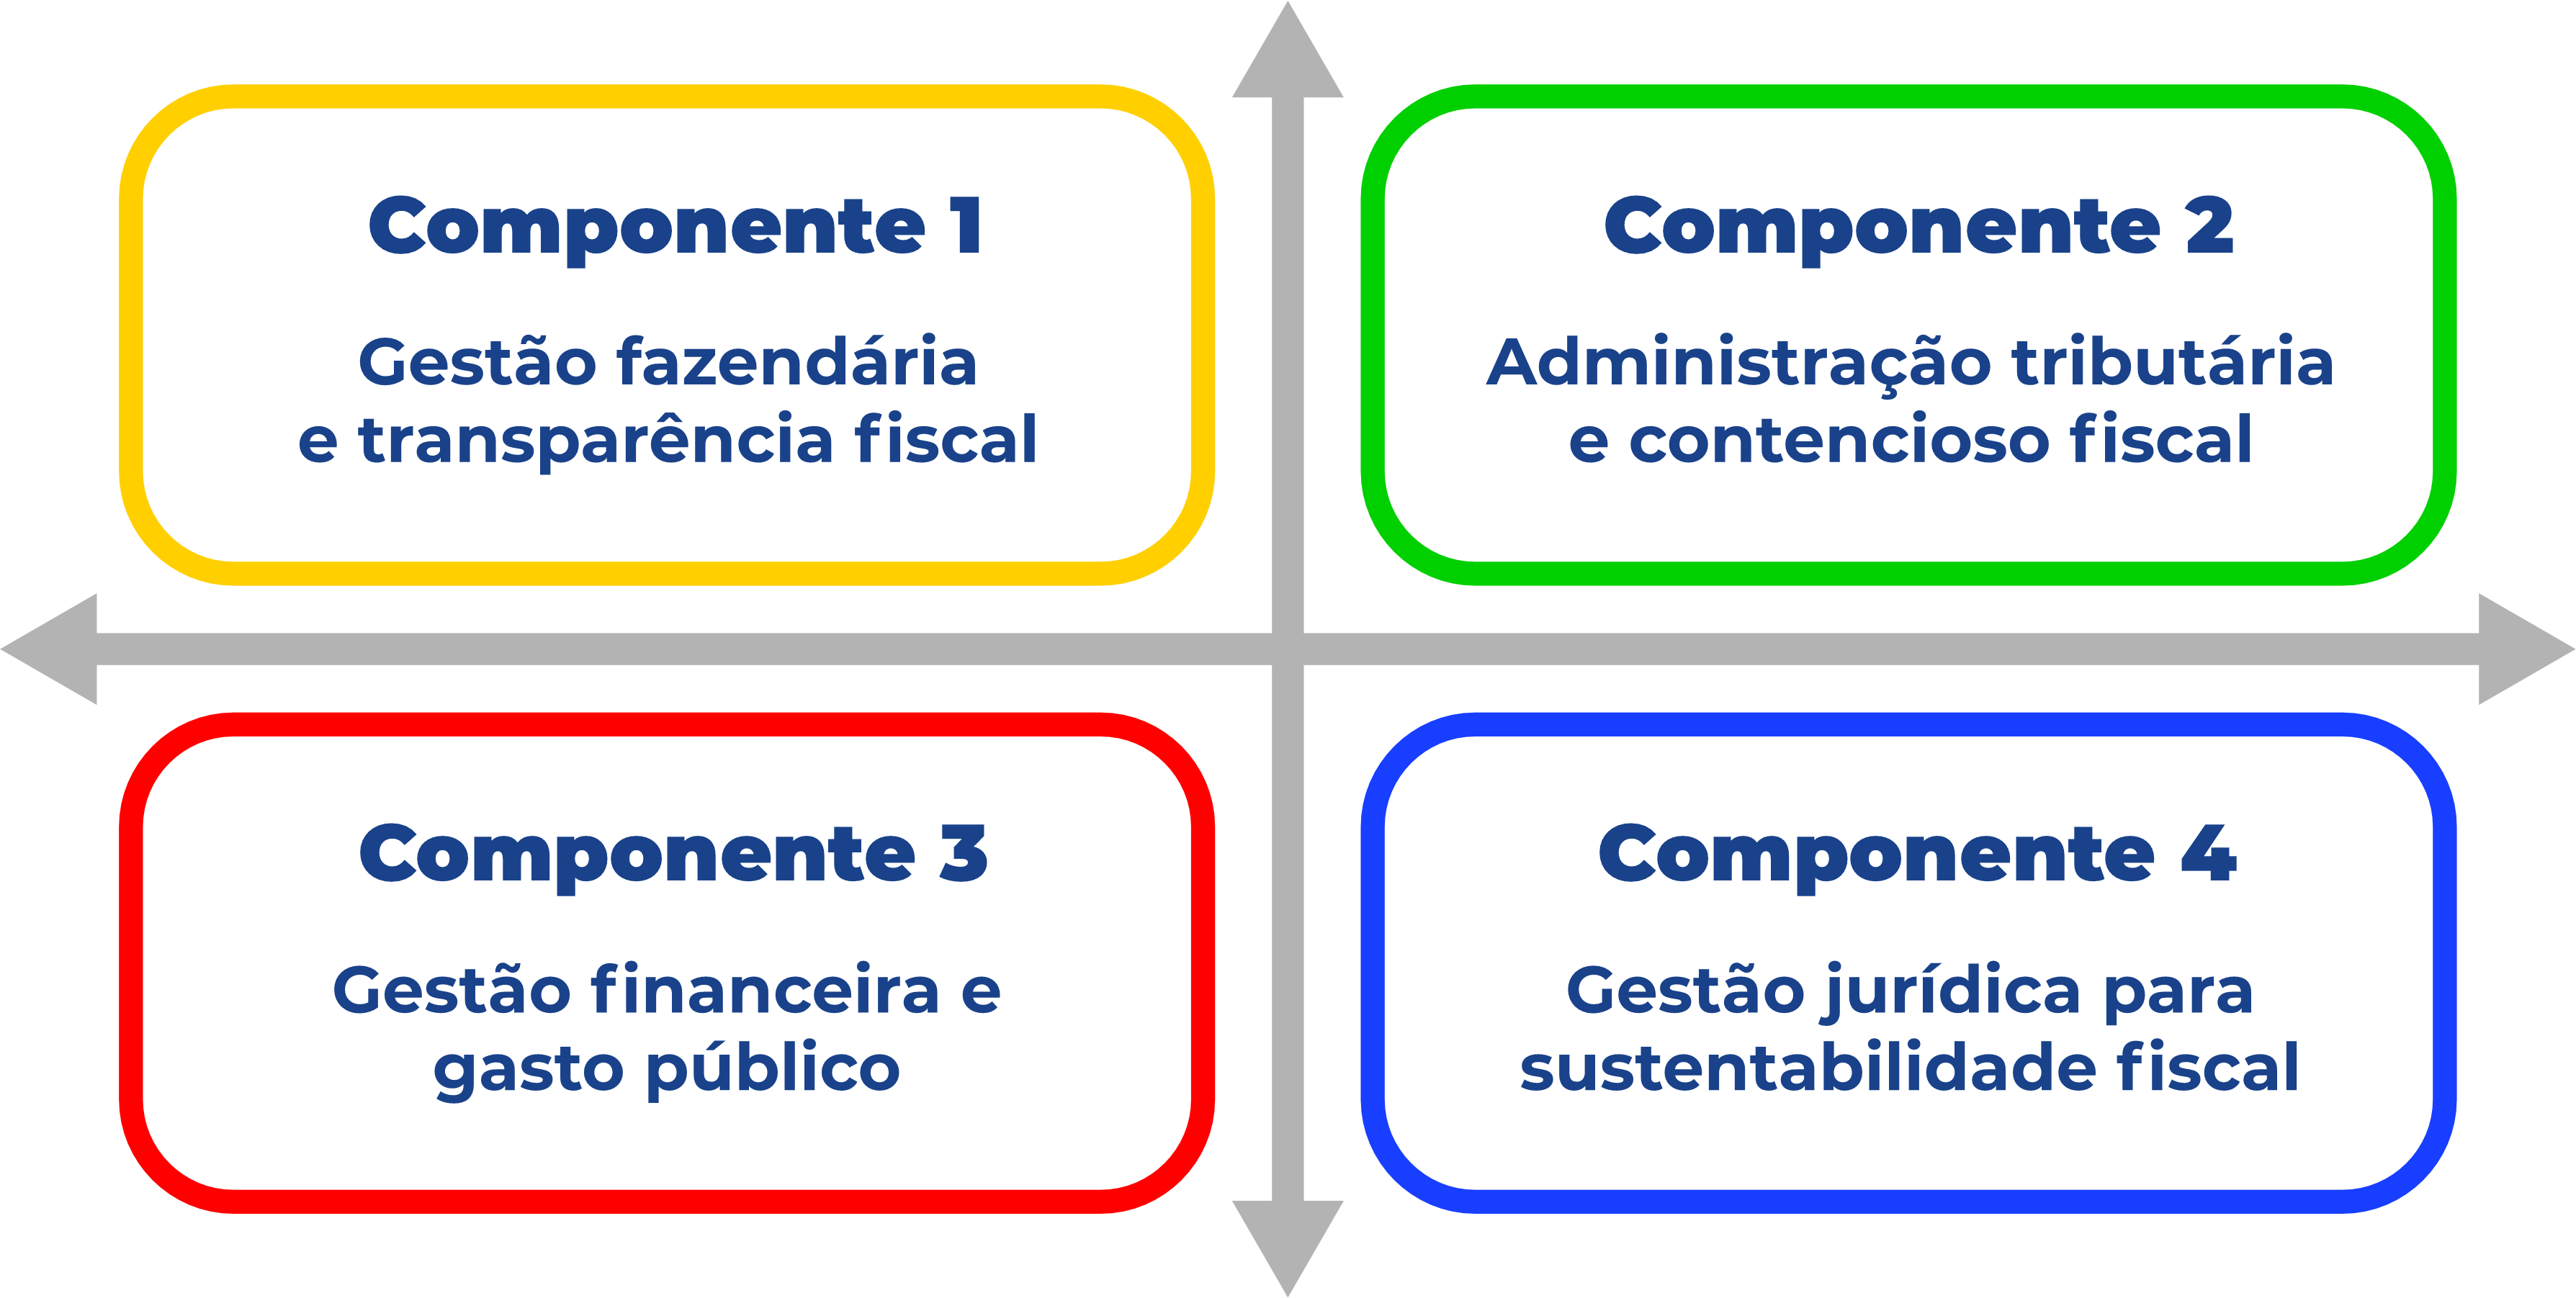 Componente 1
Gestão fazendária
e transparência fiscal
Componente 2
Administração tributária
e contencioso fiscal
Componente 3
Gestão financeira e
gasto público
Componente 4
Gestão jurídica para
sustentabilidade fiscal